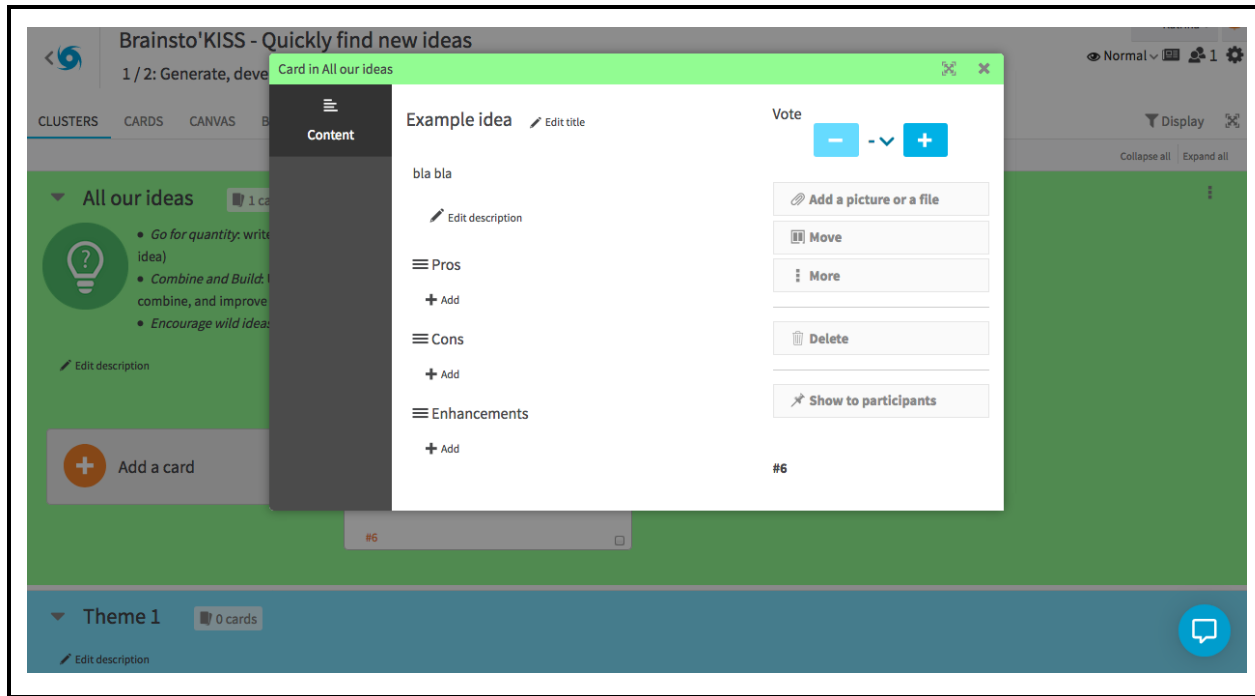 Brainsto'KISS - Quickly find new ideas
1 / 2: Generate, deve
Normal
1
CLUSTERS
CARDS
CANVAS
B
Display
Collapse all
Expand all
Card in All our ideas
Content
Example idea
Edit title
bla bla
Edit description
Pros
Add
Cons
Add
Enhancements
Add
Vote
-
Add a picture or a file
Move
More
Delete
Show to participants
#6
All our ideas
1 ca
• Go for quantity: write
idea)
• Combine and Build:
combine, and improve
• Encourage wild ideas
Edit description
Add a card
#6
Theme 1
0 cards
Edit description